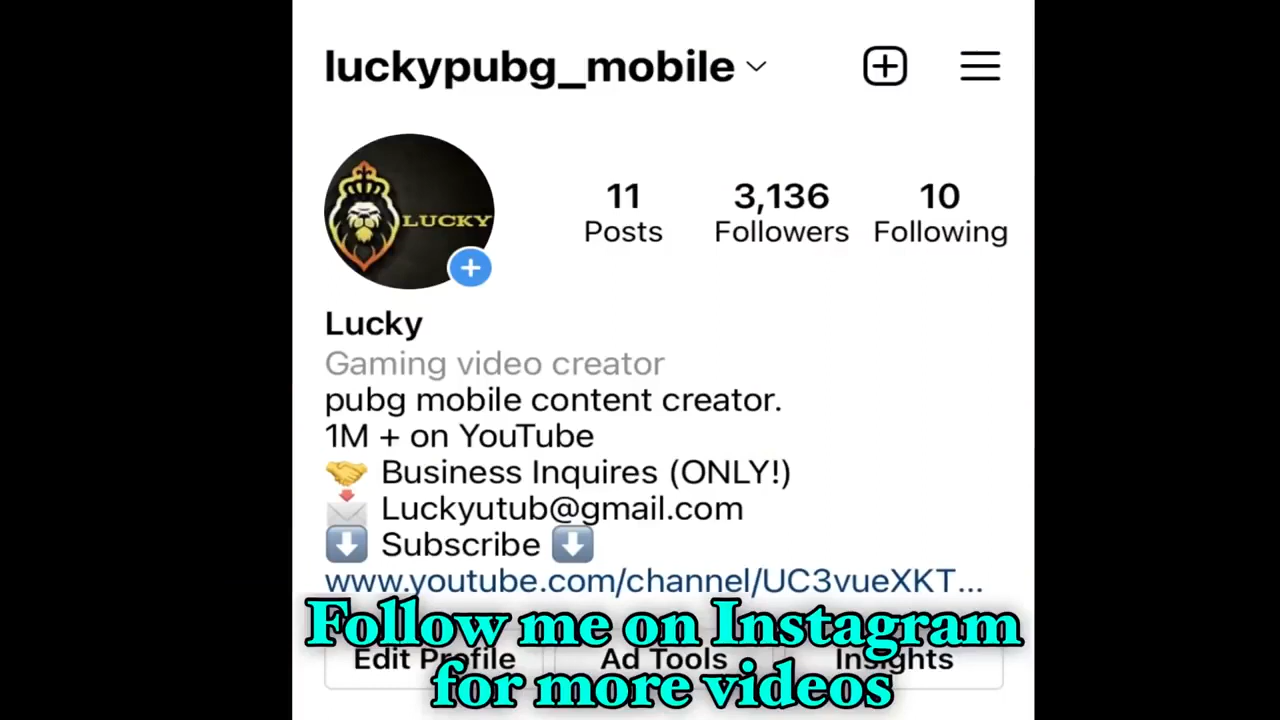 luckypubg_mobile
LUCKY
11 3,136 10
Posts Followers Following
Lucky
Gaming video creator
pubg mobile content creator.
1M + on YouTube
🤝 Business Inquires (ONLY!)
📩 Luckyutub@gmail.com
⬇️ Subscribe ⬇️
www.youtube.com/channel/UC3vueXKT...
Follow me on Instagram
Edit Profile Ad Tools Insights
for more videos